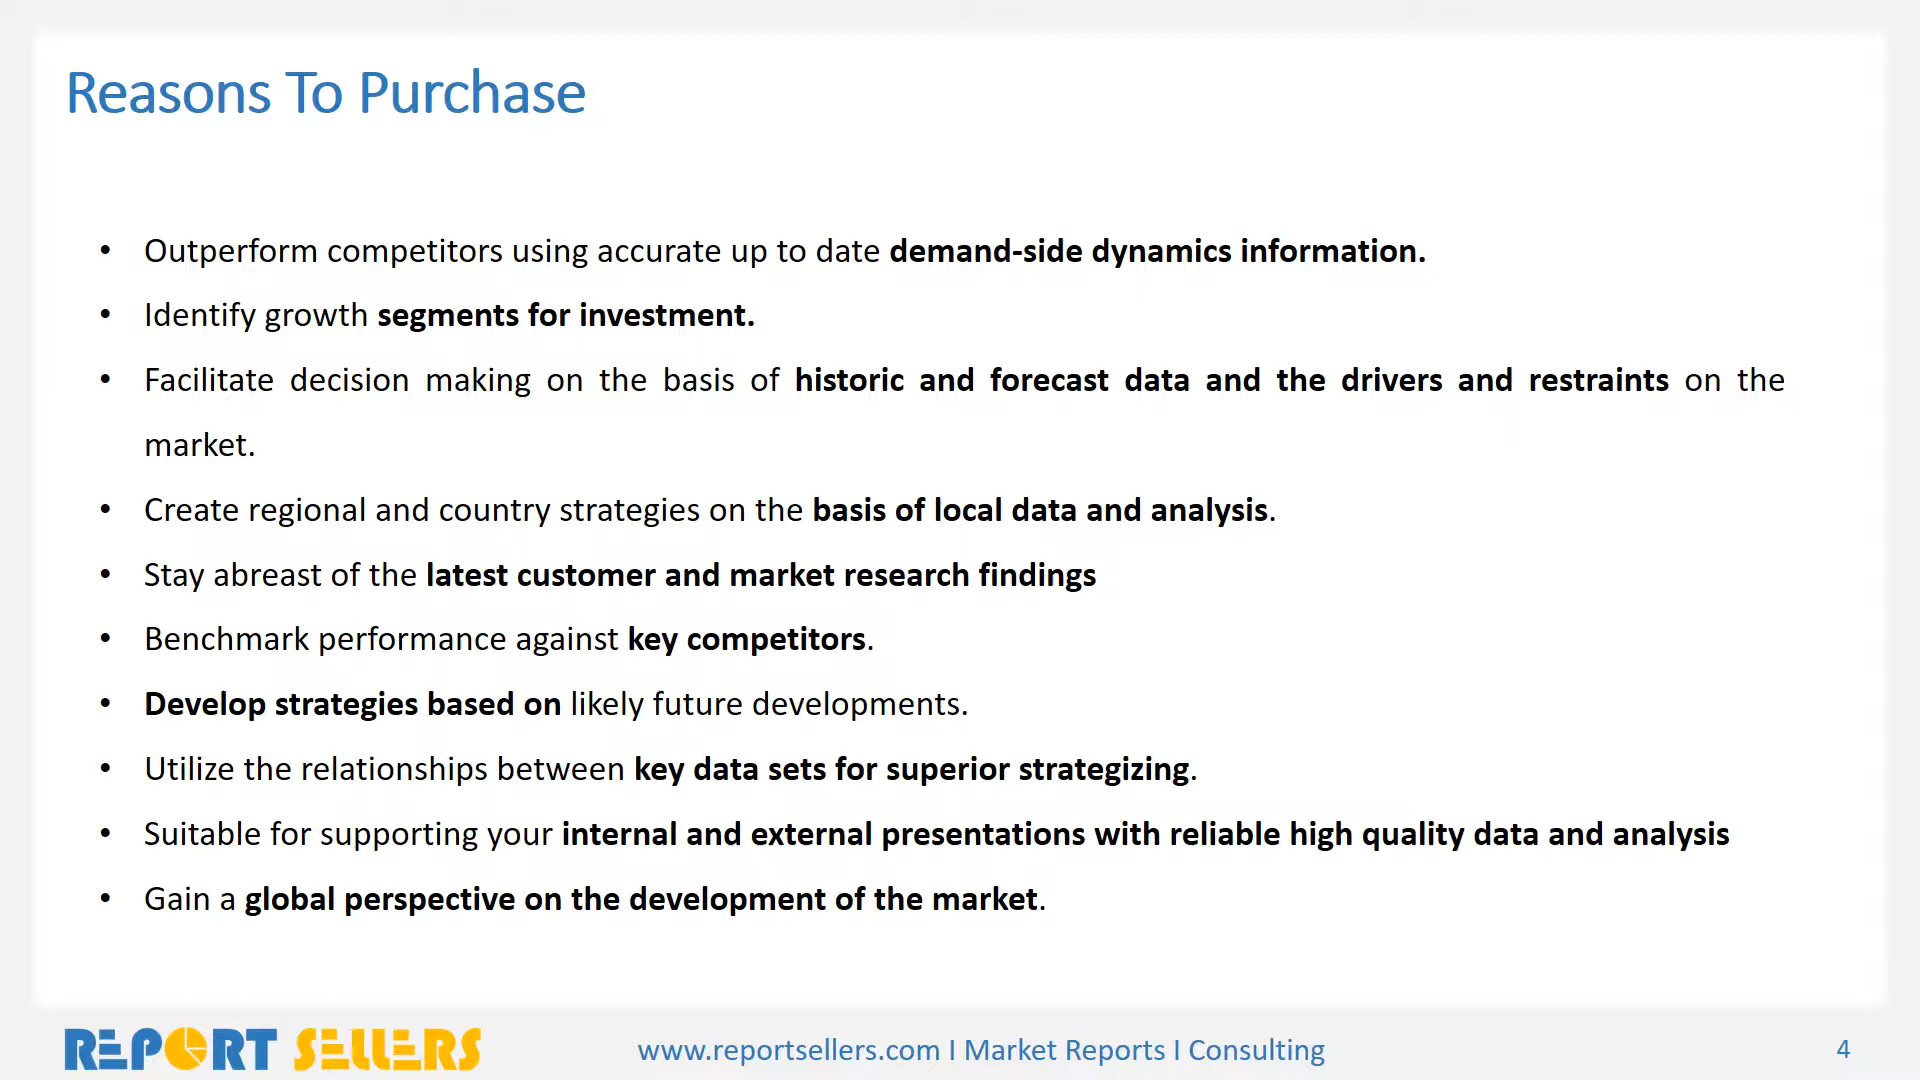 Reasons To Purchase
• Outperform competitors using accurate up to date demand-side dynamics information.
• Identify growth segments for investment.
• Facilitate decision making on the basis of historic and forecast data and the drivers and restraints on the
market.
• Create regional and country strategies on the basis of local data and analysis.
• Stay abreast of the latest customer and market research findings
• Benchmark performance against key competitors.
• Develop strategies based on likely future developments.
• Utilize the relationships between key data sets for superior strategizing.
• Suitable for supporting your internal and external presentations with reliable high quality data and analysis
• Gain a global perspective on the development of the market.
REPORT SELLERS
www.reportsellers.com I Market Reports I Consulting
4